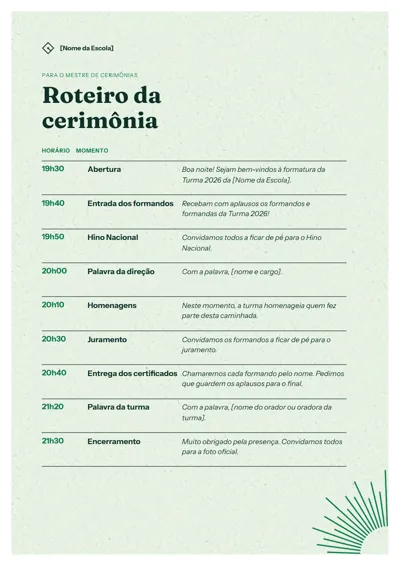 [Nome da Escola]
PARA O MESTRE DE CERIMÔNIAS
Roteiro da
cerimônia
HORÁRIO MOMENTO
19h30 Abertura Boa noite! Sejam bem-vindos à formatura da
Turma 2026 da [Nome da Escola].
19h40 Entrada dos formandos Recebam com aplausos os formandos e
formandas da Turma 2026!
19h50 Hino Nacional Convidamos todos a ficar de pé para o Hino
Nacional.
20h00 Palavra da direção Com a palavra, [nome e cargo].
20h10 Homenagens Neste momento, a turma homenageia quem fez
parte desta caminhada.
20h30 Juramento Convidamos os formandos a ficar de pé para o
juramento.
20h40 Entrega dos certificados Chamaremos cada formando pelo nome. Pedimos
que guardem os aplausos para o final.
21h20 Palavra da turma Com a palavra, [nome do orador ou oradora da
turma].
21h30 Encerramento Muito obrigado pela presença. Convidamos todos
para a foto oficial.